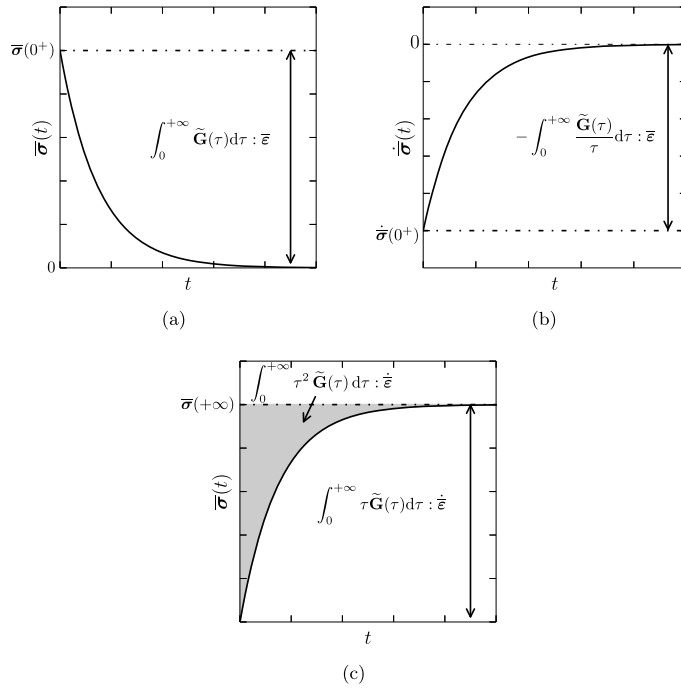 σ̅(0⁺)
∫₀^{+∞} G̃(τ)dτ : ε̅
σ̅(t)
0
t
(a)
0
− ∫₀^{+∞} G̃(τ)/τ dτ : ε̅
σ̅̇(t)
σ̅̇(0⁺)
t
(b)
∫₀^{+∞} τ² G̃(τ) dτ : ε̅̇
σ̅(+∞)
σ̅(t)
∫₀^{+∞} τG̃(τ)dτ : ε̅̇
t
(c)